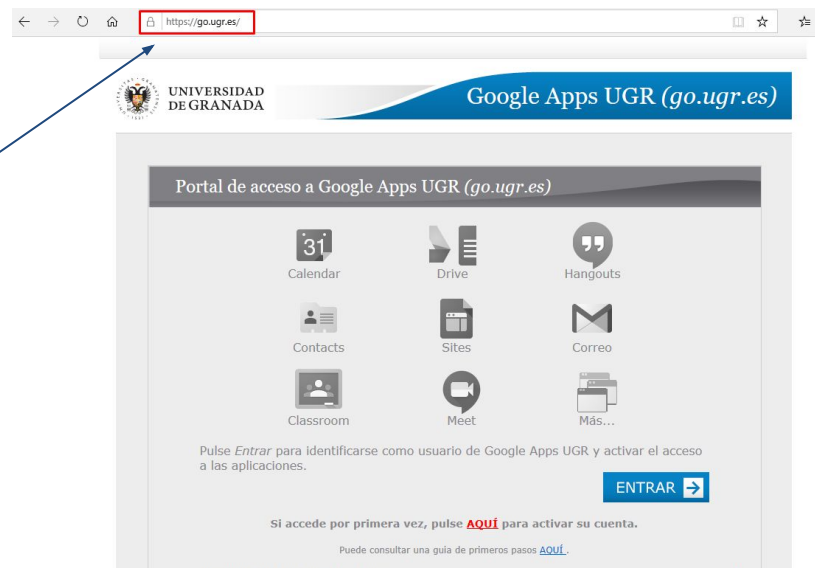 https://go.ugr.es/
UNIVERSIDAD
DE GRANADA
Google Apps UGR (go.ugr.es)
Portal de acceso a Google Apps UGR (go.ugr.es)
31
Calendar
Drive
Hangouts
Contacts
Sites
Correo
Classroom
Meet
Más...
Pulse Entrar para identificarse como usuario de Google Apps UGR y activar el acceso
a las aplicaciones.
ENTRAR
Si accede por primera vez, pulse AQUÍ para activar su cuenta.
Puede consultar una guia de primeros pasos AQUÍ .